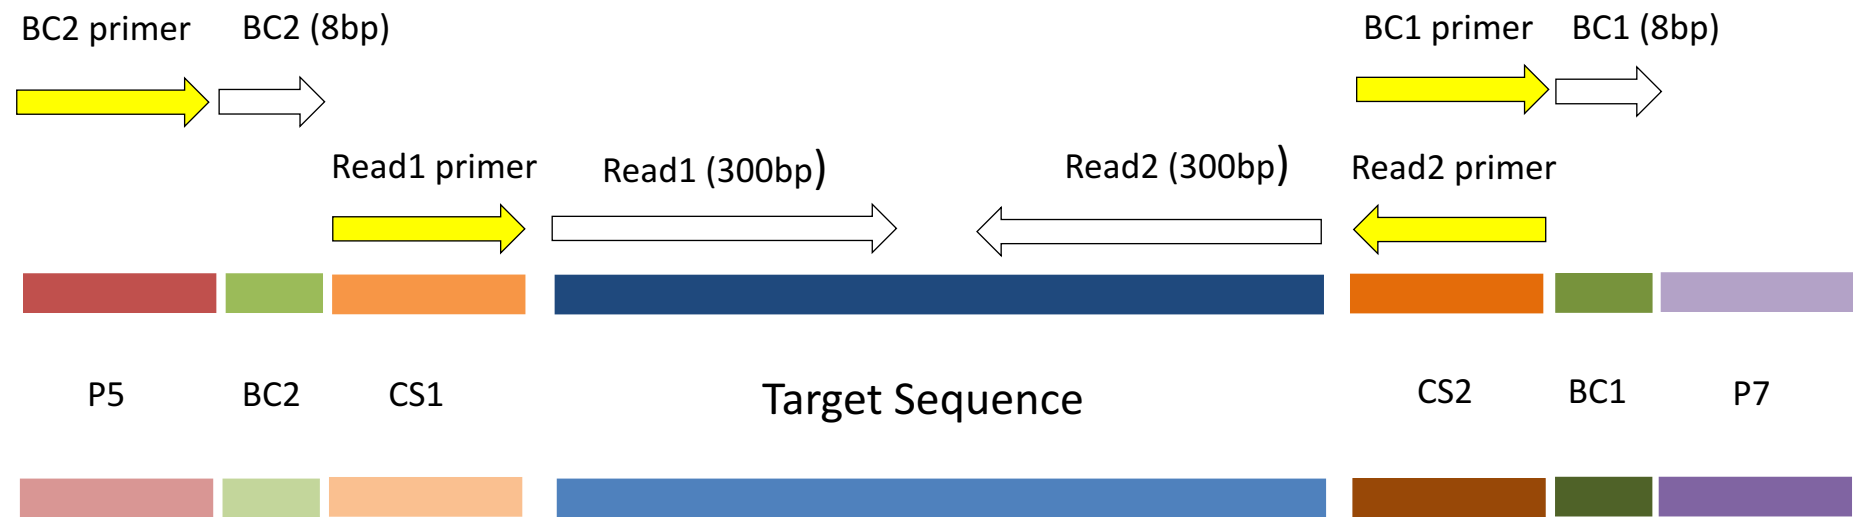 BC2 primer BC2 (8bp) BC1 primer BC1 (8bp)
Read1 primer Read1 (300bp) Read2 (300bp) Read2 primer
P5 BC2 CS1 Target Sequence CS2 BC1 P7